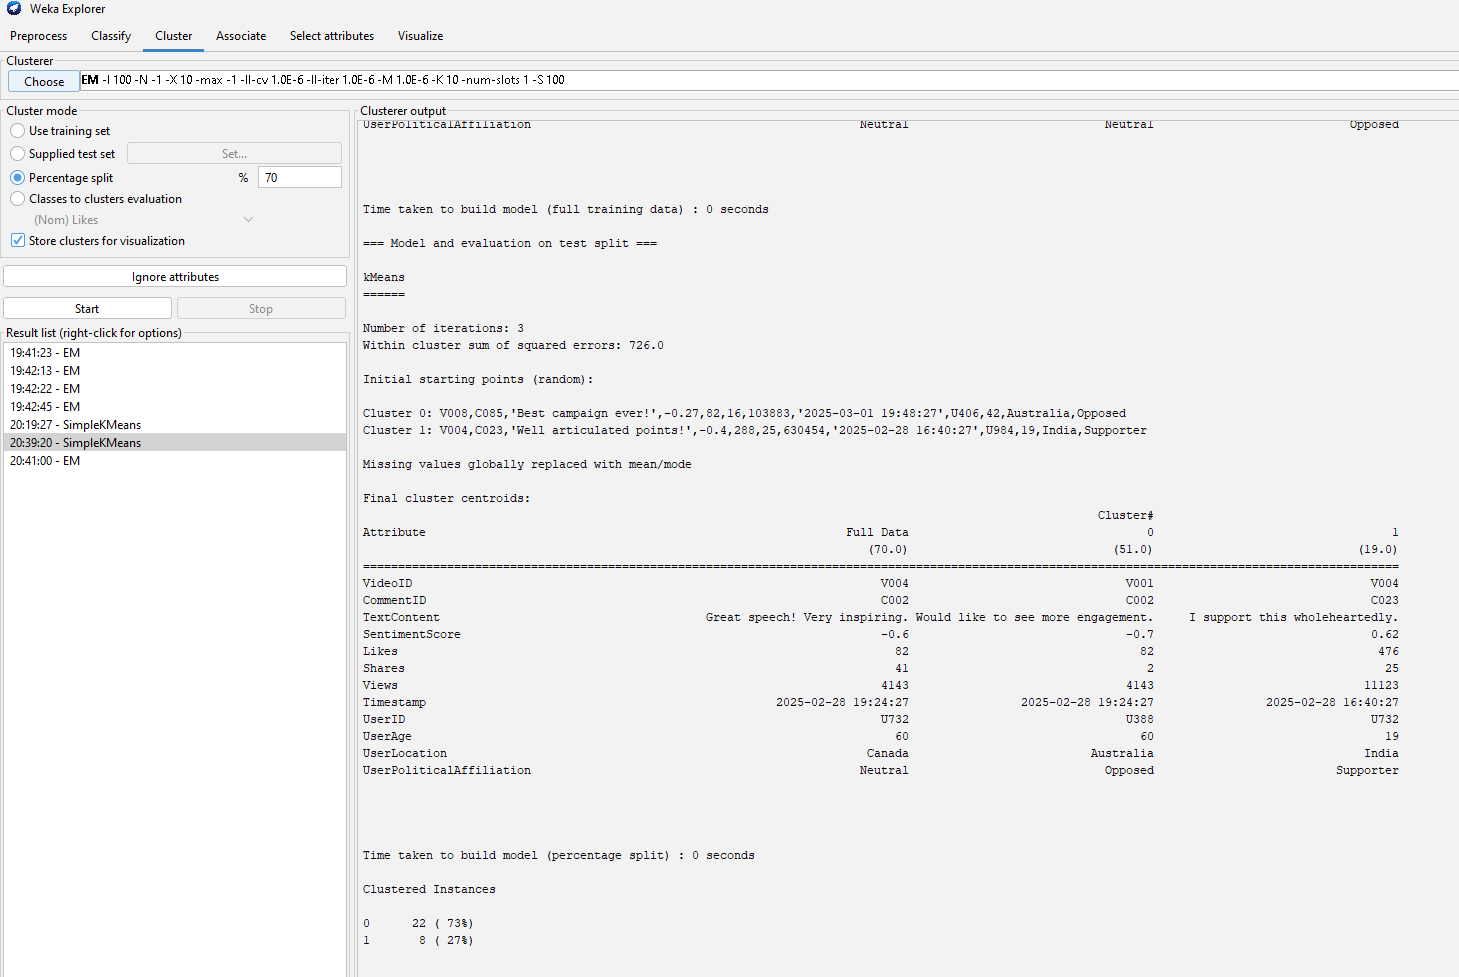 Weka Explorer
Preprocess Classify Cluster Associate Select attributes Visualize
Clusterer
Choose EM -I 100 -N -1 -X 10 -max -1 -ll-cv 1.0E-6 -ll-iter 1.0E-6 -M 1.0E-6 -K 10 -num-slots 1 -S 100
Cluster mode
Use training set
Supplied test set Set...
Percentage split % 70
Classes to clusters evaluation
(Nom) Likes
Store clusters for visualization
Ignore attributes
Start Stop
Result list (right-click for options)
19:41:23 - EM
19:42:13 - EM
19:42:22 - EM
19:42:45 - EM
20:19:27 - SimpleKMeans
20:39:20 - SimpleKMeans
20:41:00 - EM
Clusterer output
UserPoliticalAffiliation Neutral Neutral Opposed
Time taken to build model (full training data) : 0 seconds
=== Model and evaluation on test split ===
kMeans
======
Number of iterations: 3
Within cluster sum of squared errors: 726.0
Initial starting points (random):
Cluster 0: V008,C085,'Best campaign ever!',-0.27,82,16,103883,'2025-03-01 19:48:27',U406,42,Australia,Opposed
Cluster 1: V004,C023,'Well articulated points!',-0.4,288,25,630454,'2025-02-28 16:40:27',U984,19,India,Supporter
Missing values globally replaced with mean/mode
Final cluster centroids:
Cluster#
Attribute Full Data 0 1
(70.0) (51.0) (19.0)
====================================================================================================================================================
VideoID V004 V001 V004
CommentID C002 C002 C023
TextContent Great speech! Very inspiring. Would like to see more engagement. I support this wholeheartedly.
SentimentScore -0.6 -0.7 0.62
Likes 82 82 476
Shares 41 2 25
Views 4143 4143 11123
Timestamp 2025-02-28 19:24:27 2025-02-28 19:24:27 2025-02-28 16:40:27
UserID U732 U388 U732
UserAge 60 60 19
UserLocation Canada Australia India
UserPoliticalAffiliation Neutral Opposed Supporter
Time taken to build model (percentage split) : 0 seconds
Clustered Instances
0 22 ( 73%)
1 8 ( 27%)